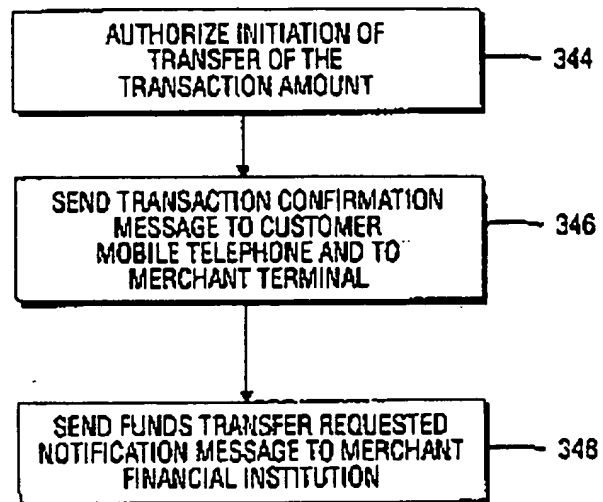 AUTHORIZE INITIATION OF
TRANSFER OF THE
TRANSACTION AMOUNT
344
SEND TRANSACTION CONFIRMATION
MESSAGE TO CUSTOMER
MOBILE TELEPHONE AND TO
MERCHANT TERMINAL
346
SEND FUNDS TRANSFER REQUESTED
NOTIFICATION MESSAGE TO MERCHANT
FINANCIAL INSTITUTION
348